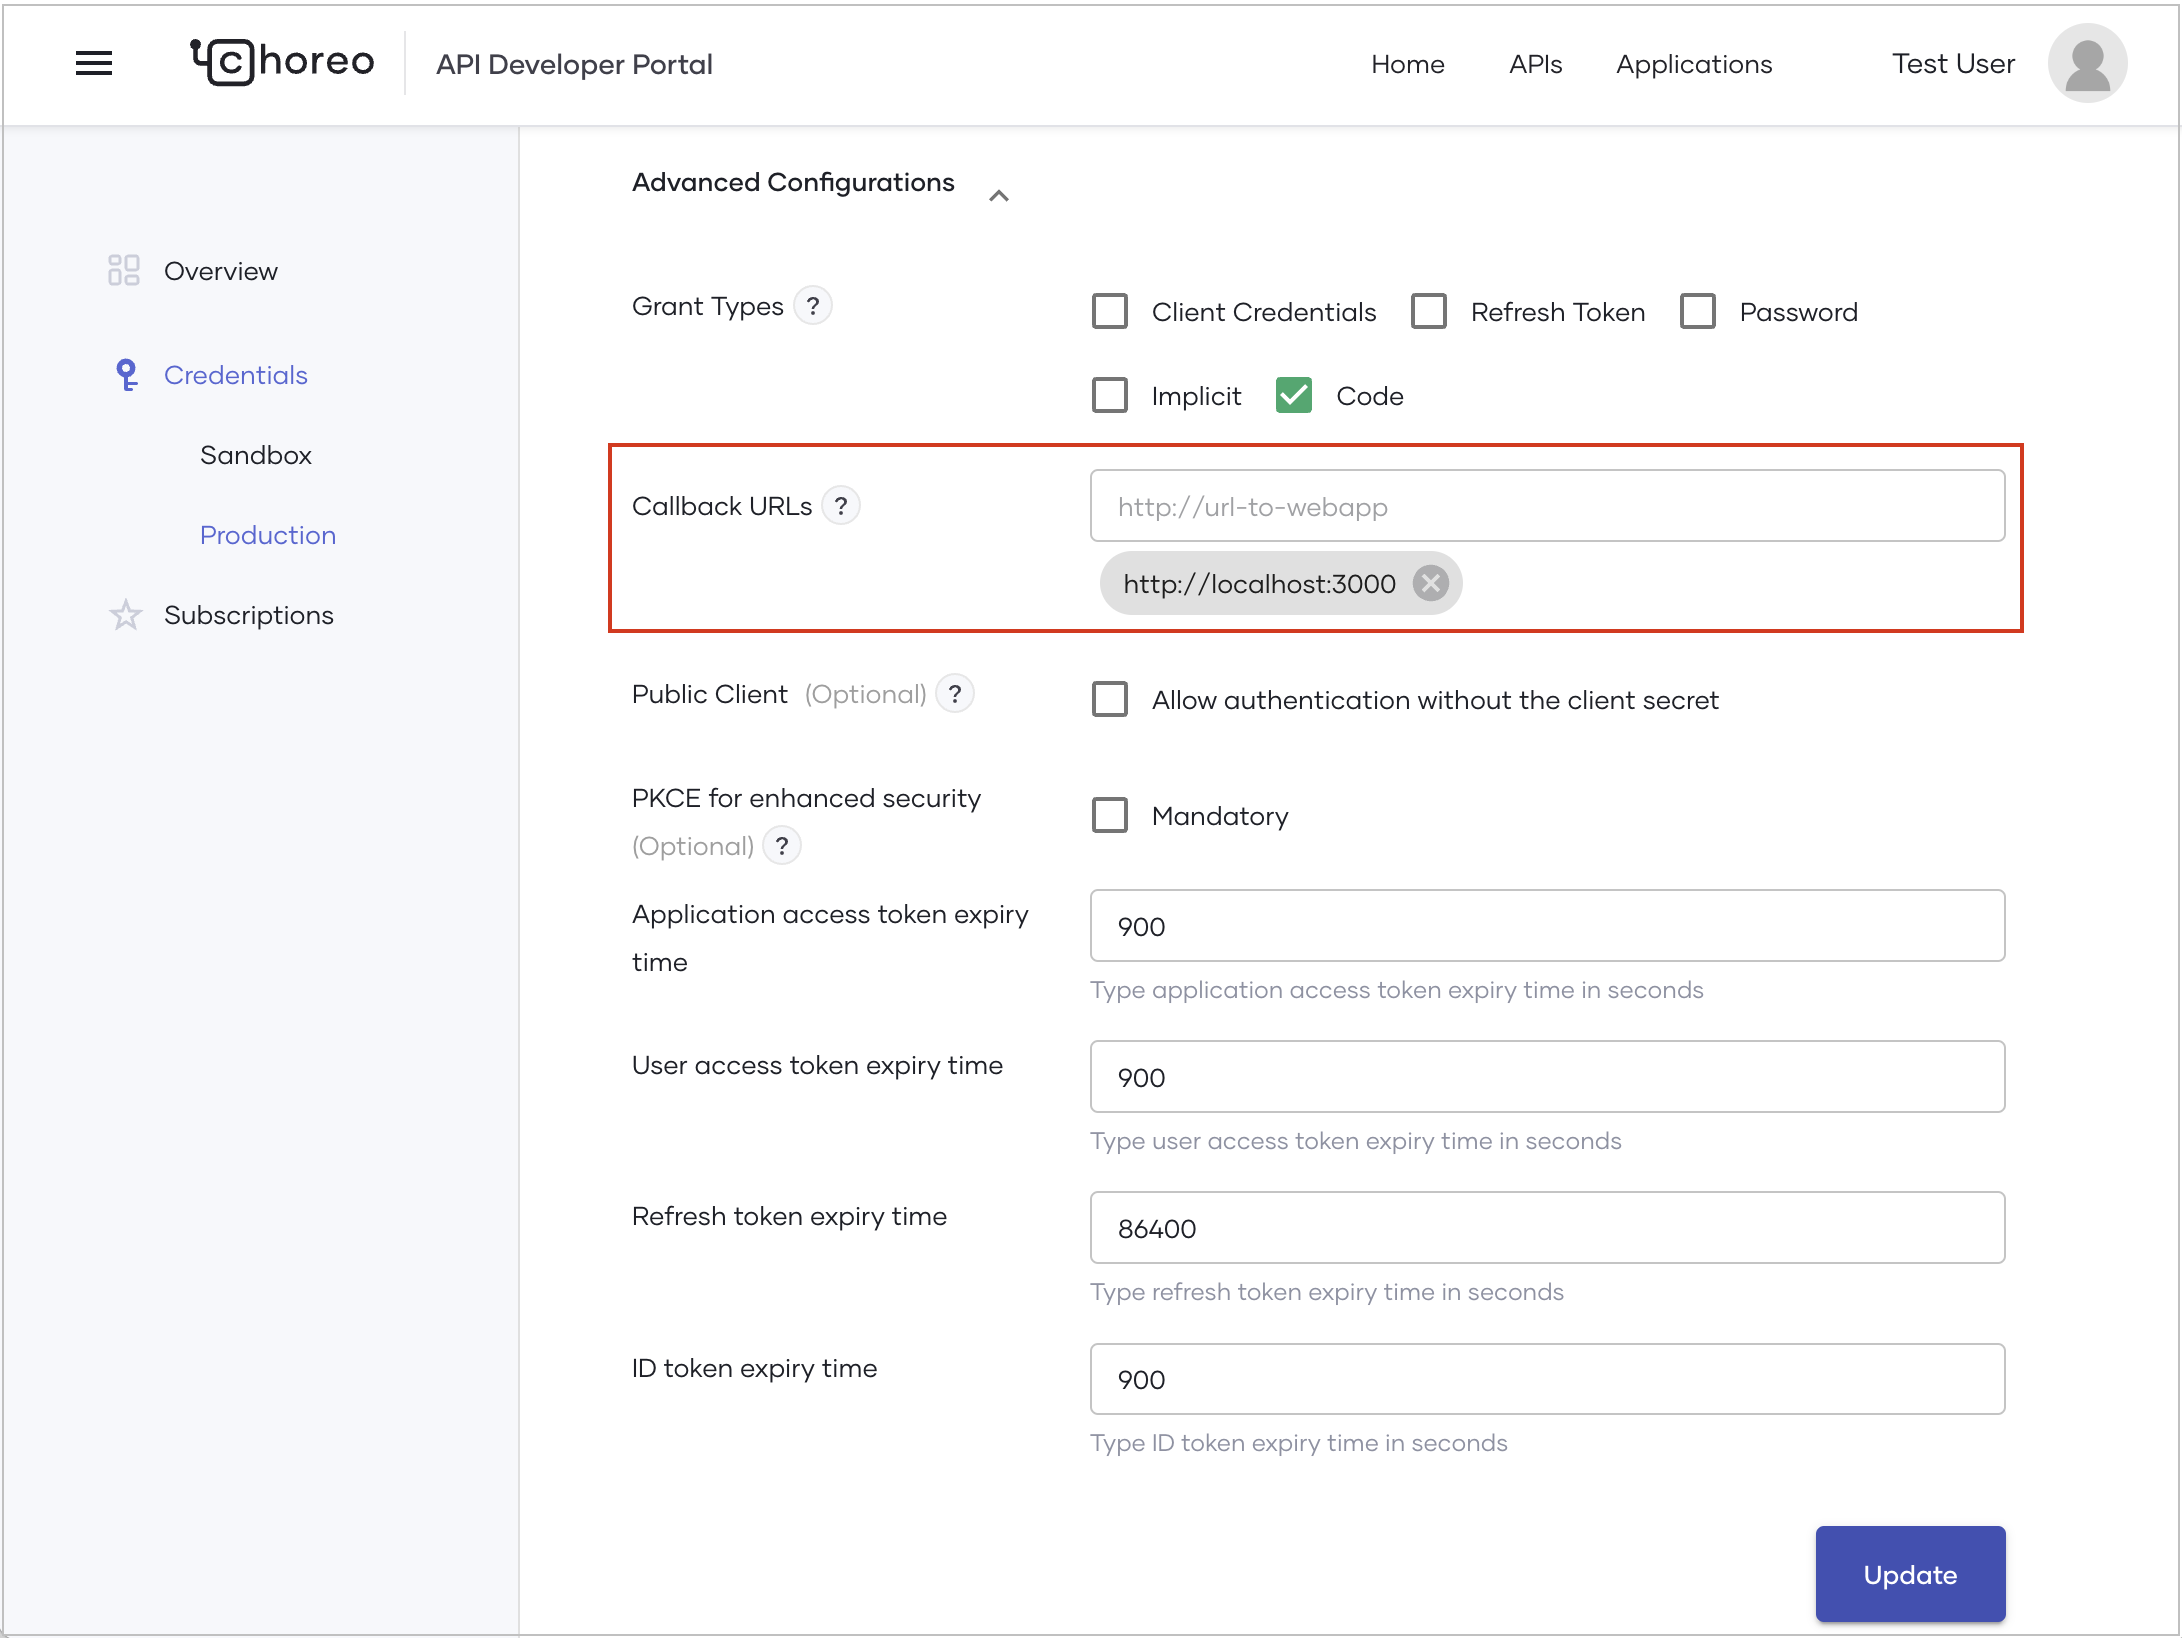 choreo
API Developer Portal
Home
APIs
Applications
Test User
Overview
Credentials
Sandbox
Production
Subscriptions
Advanced Configurations
Grant Types ?
Client Credentials
Refresh Token
Password
Implicit
Code
Callback URLs ?
http://url-to-webapp
http://localhost:3000
Public Client (Optional) ?
Allow authentication without the client secret
PKCE for enhanced security
(Optional) ?
Mandatory
Application access token expiry
time
900
Type application access token expiry time in seconds
User access token expiry time
900
Type user access token expiry time in seconds
Refresh token expiry time
86400
Type refresh token expiry time in seconds
ID token expiry time
900
Type ID token expiry time in seconds
Update